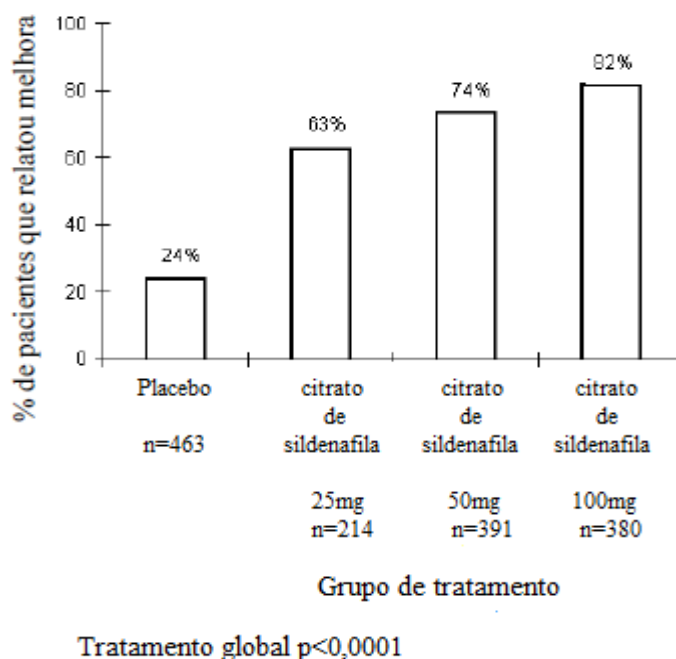 % de pacientes que relatou melhora
100
80
60
40
20
0
24%
63%
74%
82%
Placebo
n=463
citrato
de
sildenafila
25mg
n=214
citrato
de
sildenafila
50mg
n=391
citrato
de
sildenafila
100mg
n=380
Grupo de tratamento
Tratamento global p<0,0001